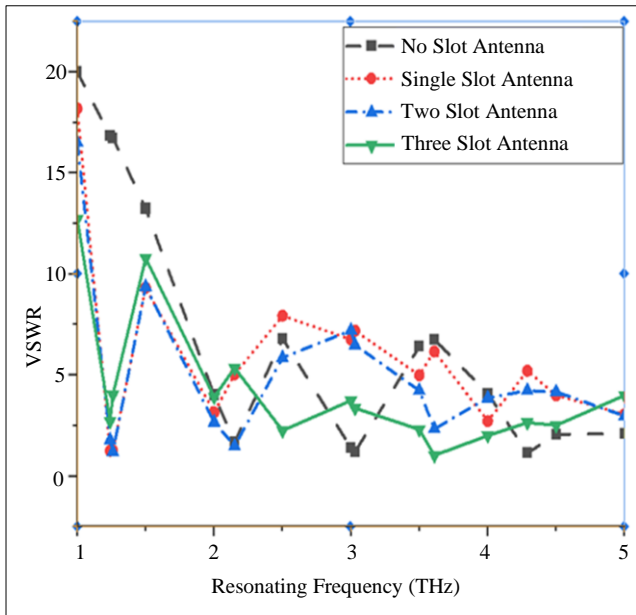 No Slot Antenna
Single Slot Antenna
Two Slot Antenna
Three Slot Antenna
20
15
10
5
0
VSWR
1 2 3 4 5
Resonating Frequency (THz)